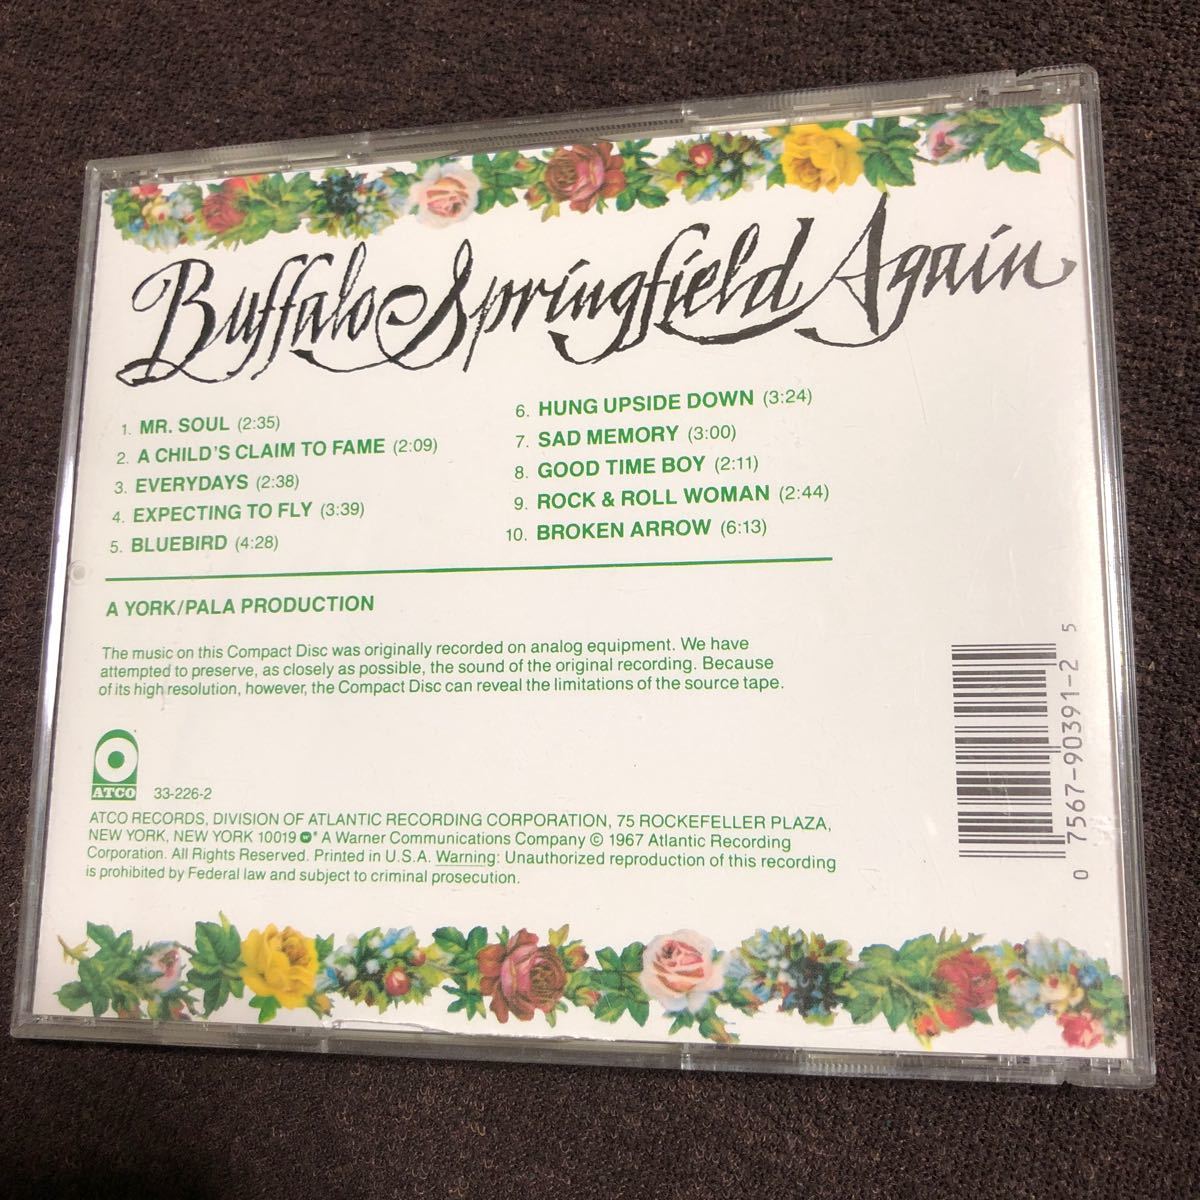 Buffalo Springfield Again
1. MR. SOUL (2:35)
2. A CHILD'S CLAIM TO FAME (2:09)
3. EVERYDAYS (2:38)
4. EXPECTING TO FLY (3:39)
5. BLUEBIRD (4:28)
6. HUNG UPSIDE DOWN (3:24)
7. SAD MEMORY (3:00)
8. GOOD TIME BOY (2:11)
9. ROCK & ROLL WOMAN (2:44)
10. BROKEN ARROW (6:13)
A YORK/PALA PRODUCTION
The music on this Compact Disc was originally recorded on analog equipment. We have
attempted to preserve, as closely as possible, the sound of the original recording. Because
of its high resolution, however, the Compact Disc can reveal the limitations of the source tape.
ATCO
33-226-2
ATCO RECORDS, DIVISION OF ATLANTIC RECORDING CORPORATION, 75 ROCKEFELLER PLAZA,
NEW YORK, NEW YORK 10019 * A Warner Communications Company © 1967 Atlantic Recording
Corporation. All Rights Reserved. Printed in U.S.A. Warning: Unauthorized reproduction of this recording
is prohibited by Federal law and subject to criminal prosecution.
0 7567-90391-2 5